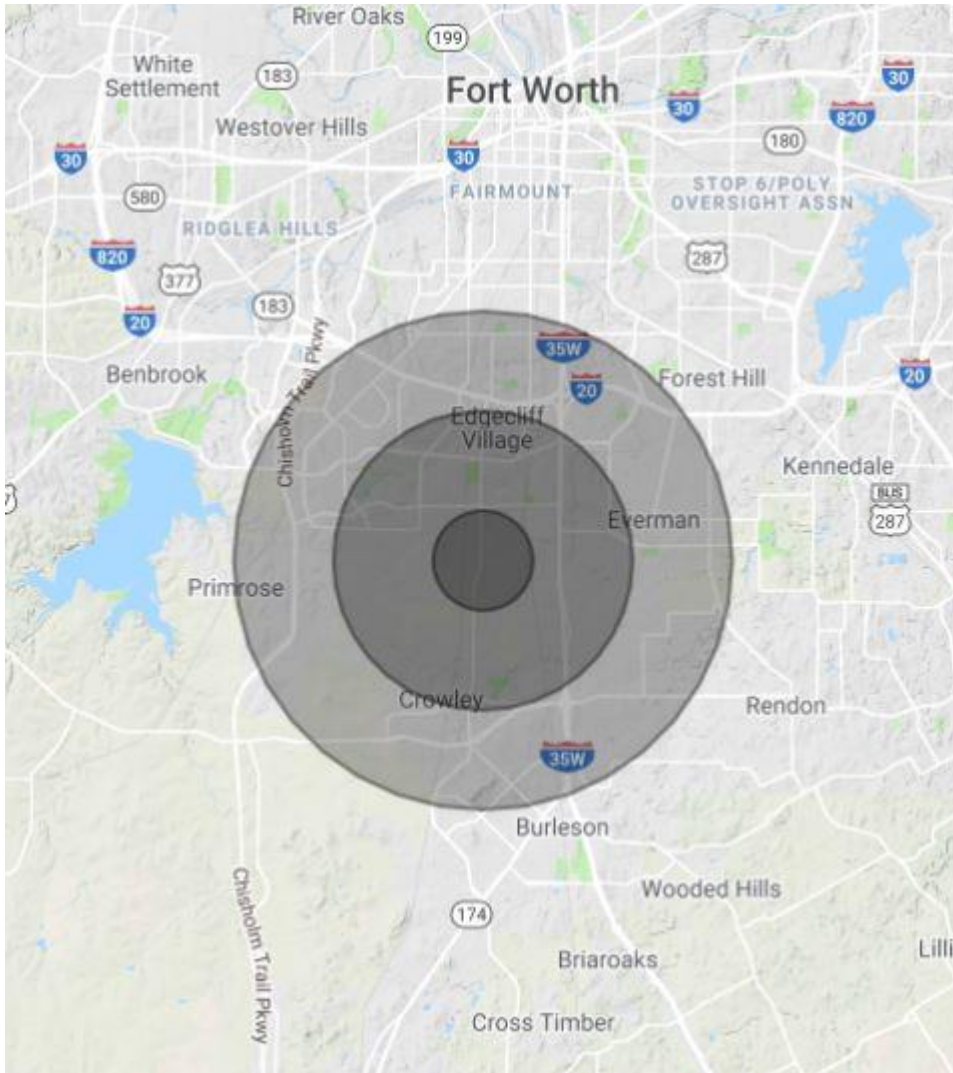 River Oaks
199
White
Settlement
183
Fort Worth
30
30
820
Westover Hills
30
30
180
580
FAIRMOUNT
STOP 6/POLY
OVERSIGHT ASSN
RIDGLEA HILLS
820
377
287
183
20
35W
Benbrook
Chisholm Trail Pkwy
20
Forest Hill
20
Edgecliff
Village
Kennedale
BUS
287
Everman
Primrose
Crowley
Rendon
35W
Burleson
Chisholm Trail Pkwy
Wooded Hills
174
Briaroaks
Lilli
Cross Timber